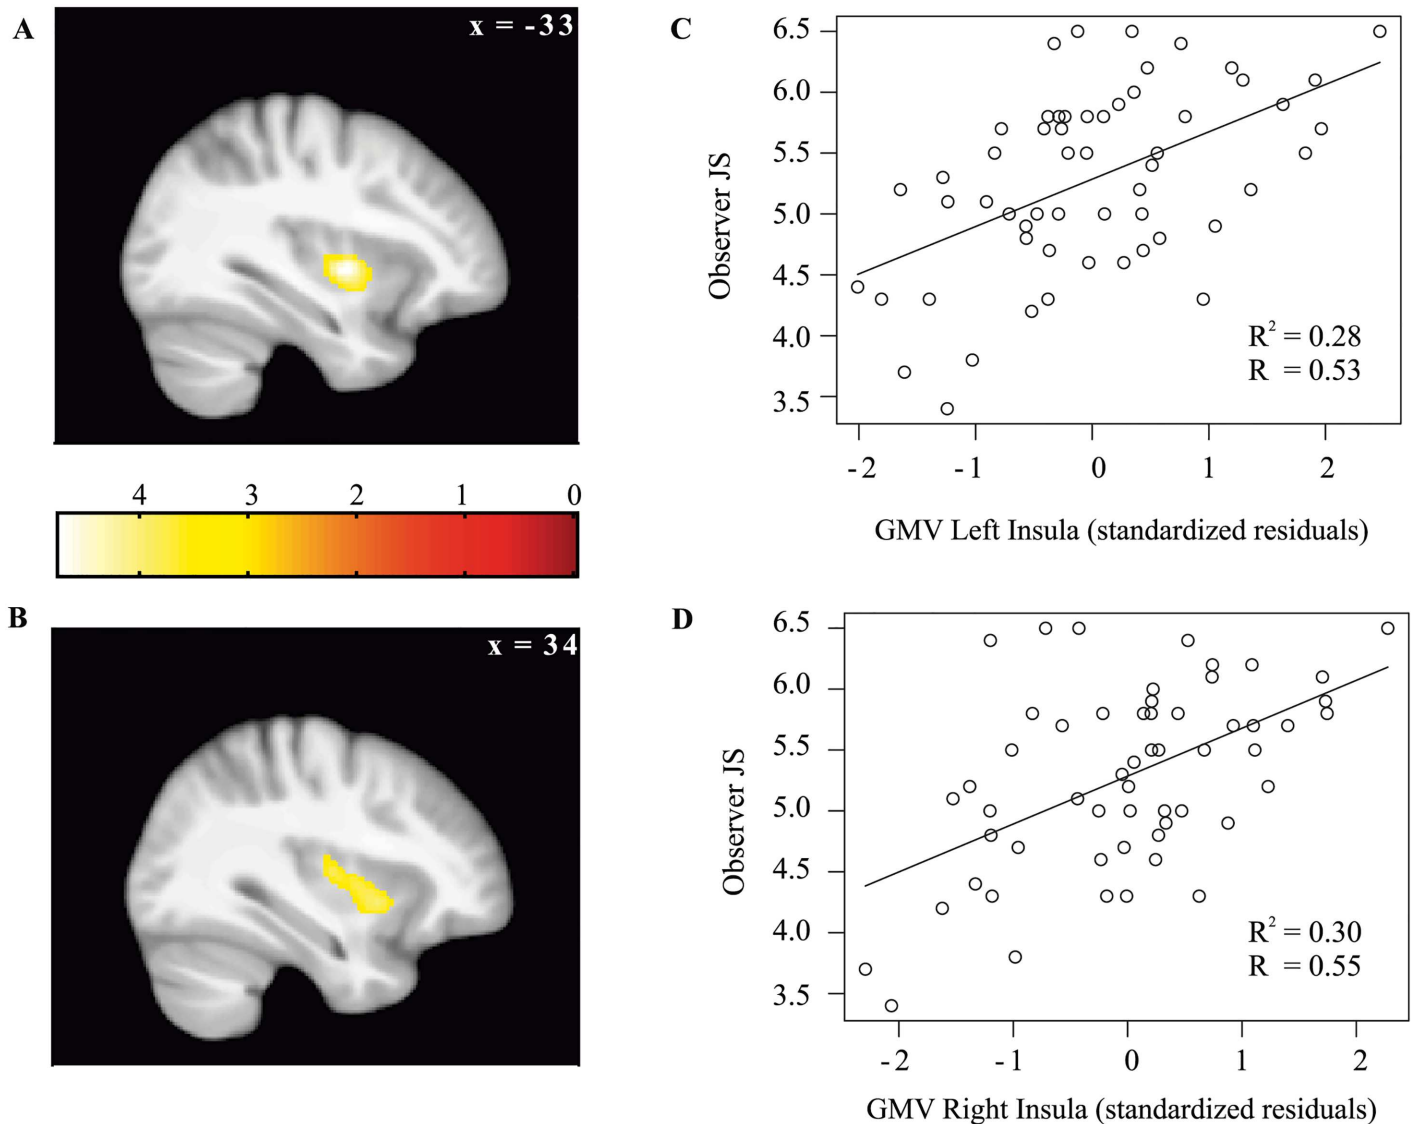 A
x = -33
4 3 2 1 0
B
x = 34
C
6.5
6.0
5.5
5.0
4.5
4.0
3.5
Observer JS
R² = 0.28
R = 0.53
-2 -1 0 1 2
GMV Left Insula (standardized residuals)
D
6.5
6.0
5.5
5.0
4.5
4.0
3.5
Observer JS
R² = 0.30
R = 0.55
-2 -1 0 1 2
GMV Right Insula (standardized residuals)